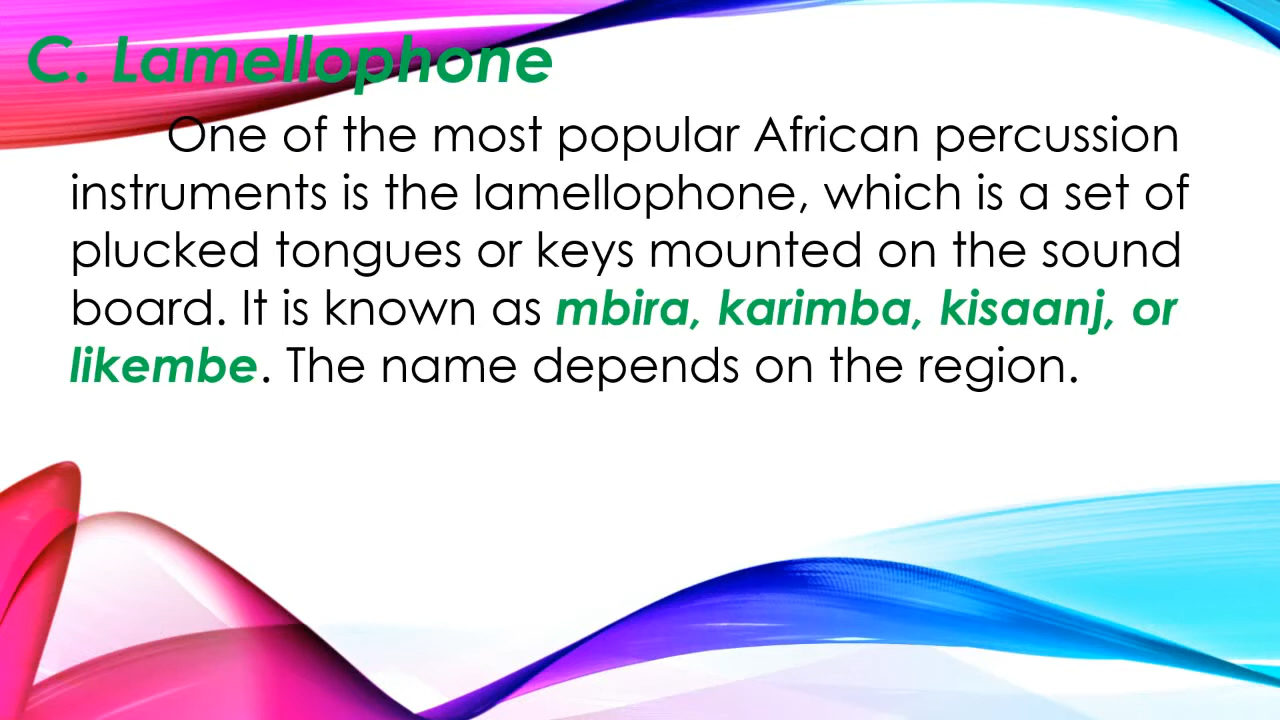 C. Lamellophone
One of the most popular African percussion
instruments is the lamellophone, which is a set of
plucked tongues or keys mounted on the sound
board. It is known as mbira, karimba, kisaanj, or
likembe. The name depends on the region.